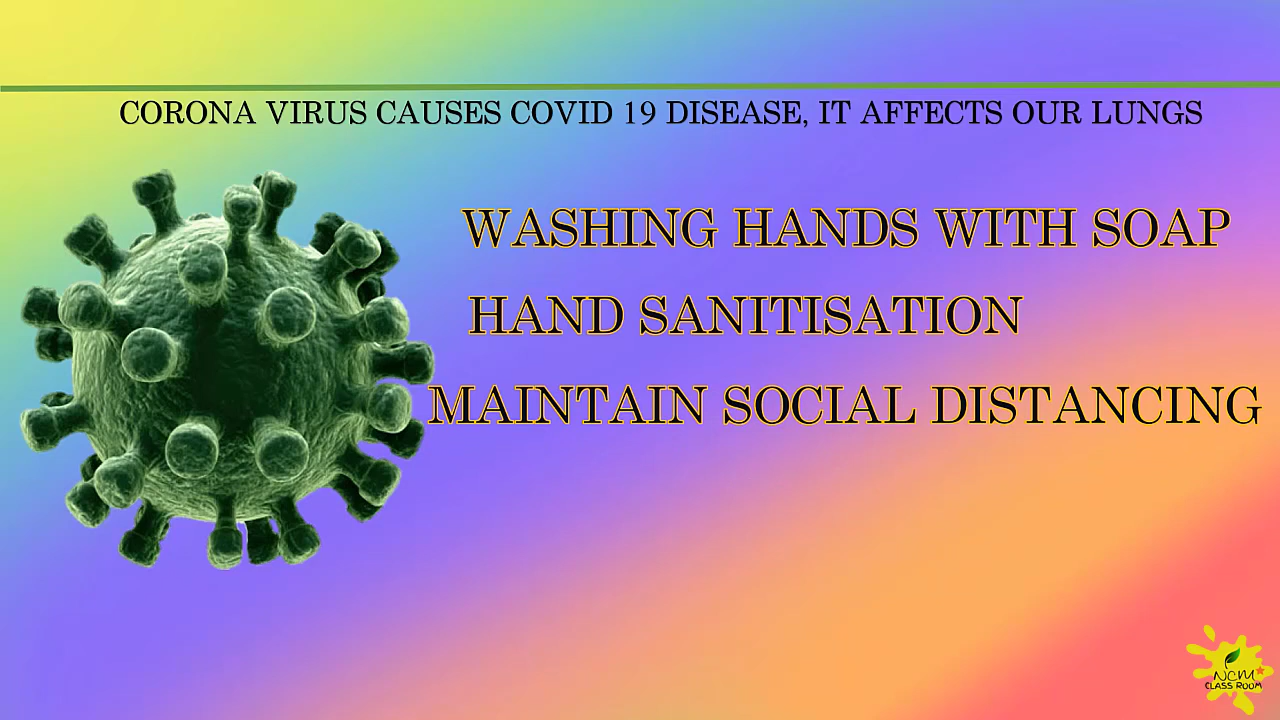 CORONA VIRUS CAUSES COVID 19 DISEASE, IT AFFECTS OUR LUNGS
WASHING HANDS WITH SOAP
HAND SANITISATION
MAINTAIN SOCIAL DISTANCING
NCM
CLASS ROOM